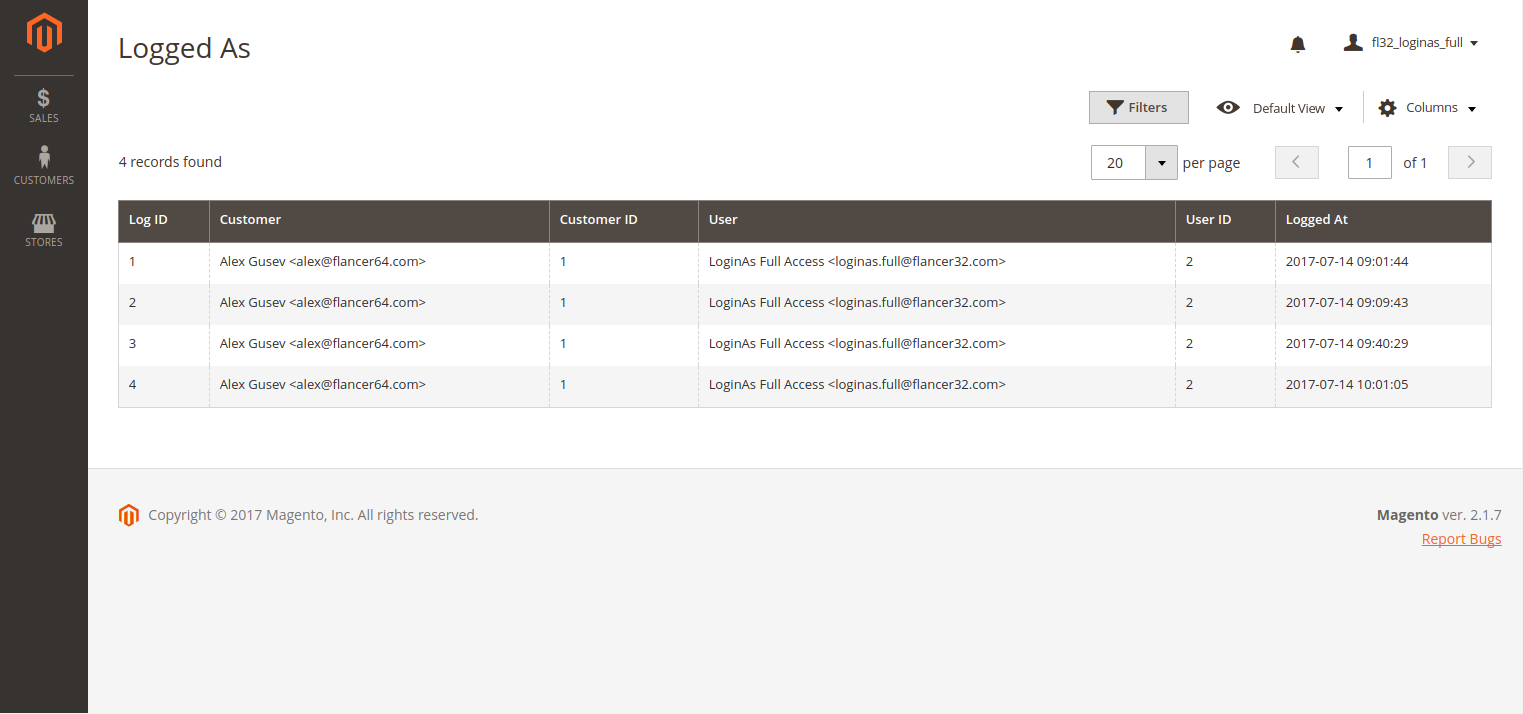 Logged As
fl32_loginas_full
$
SALES
CUSTOMERS
STORES
Filters
Default View
Columns
4 records found
20 per page
1 of 1
Log ID Customer Customer ID User User ID Logged At
1 Alex Gusev <alex@flancer64.com> 1 LoginAs Full Access <loginas.full@flancer32.com> 2 2017-07-14 09:01:44
2 Alex Gusev <alex@flancer64.com> 1 LoginAs Full Access <loginas.full@flancer32.com> 2 2017-07-14 09:09:43
3 Alex Gusev <alex@flancer64.com> 1 LoginAs Full Access <loginas.full@flancer32.com> 2 2017-07-14 09:40:29
4 Alex Gusev <alex@flancer64.com> 1 LoginAs Full Access <loginas.full@flancer32.com> 2 2017-07-14 10:01:05
Copyright © 2017 Magento, Inc. All rights reserved.
Magento ver. 2.1.7
Report Bugs